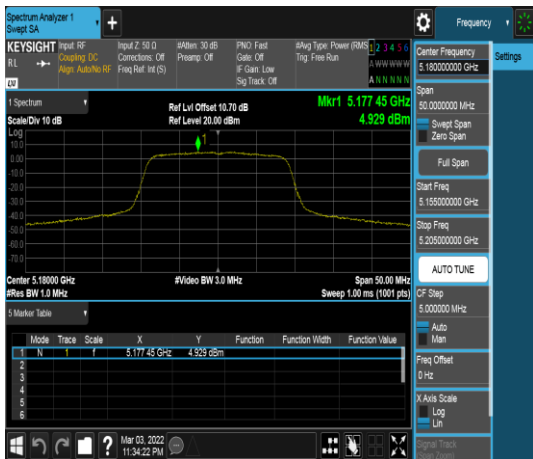 Spectrum Analyzer 1
Swept SA
Frequency
KEYSIGHT
RL
Input: RF
Coupling: DC
Align: Auto/No RF
Input Z: 50 Ω
Corrections: Off
Freq Ref: Int (S)
#Atten: 30 dB
Preamp: Off
PNO: Fast
Gate: Off
IF Gain: Low
Sig Track: Off
#Avg Type: Power (RMS
Trig: Free Run
1 2 3 4 5 6
A W W W W W
A N N N N N
Center Frequency
5.180000000 GHz
Settings
Span
50.0000000 MHz
Swept Span
Zero Span
Full Span
Start Freq
5.155000000 GHz
Stop Freq
5.205000000 GHz
AUTO TUNE
CF Step
5.000000 MHz
Auto
Man
Freq Offset
0 Hz
X Axis Scale
Log
Lin
Signal Track
(Span Zoom)
1 Spectrum
Scale/Div 10 dB
Ref Lvl Offset 10.70 dB
Ref Level 20.00 dBm
Mkr1 5.177 45 GHz
4.929 dBm
Log
10.0
0.00
-10.0
-20.0
-30.0
-40.0
-50.0
-60.0
-70.0
1
Center 5.18000 GHz
#Res BW 1.0 MHz
#Video BW 3.0 MHz
Span 50.00 MHz
Sweep 1.00 ms (1001 pts)
5 Marker Table
Mode Trace Scale X Y Function Function Width Function Value
1 N 1 f 5.177 45 GHz 4.929 dBm
2
3
4
5
6
Mar 03, 2022
11:34:22 PM